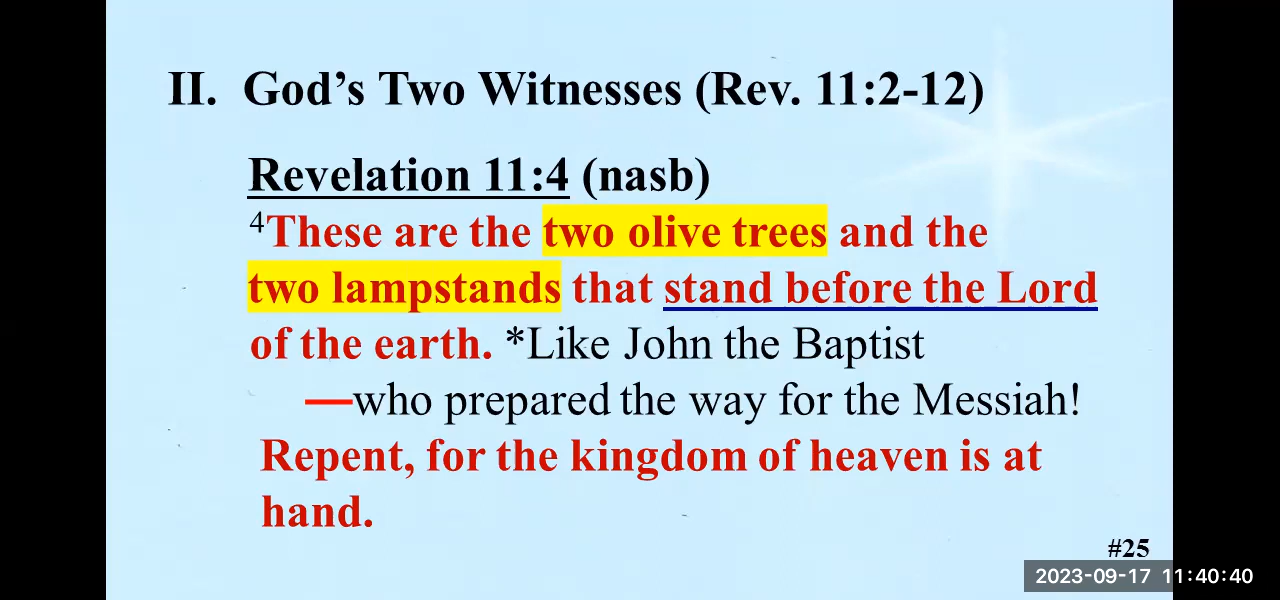 II. God’s Two Witnesses (Rev. 11:2-12)
Revelation 11:4 (nasb)
4These are the two olive trees and the
two lampstands that stand before the Lord
of the earth. *Like John the Baptist
—who prepared the way for the Messiah!
Repent, for the kingdom of heaven is at
hand.
#25
2023-09-17 11:40:40